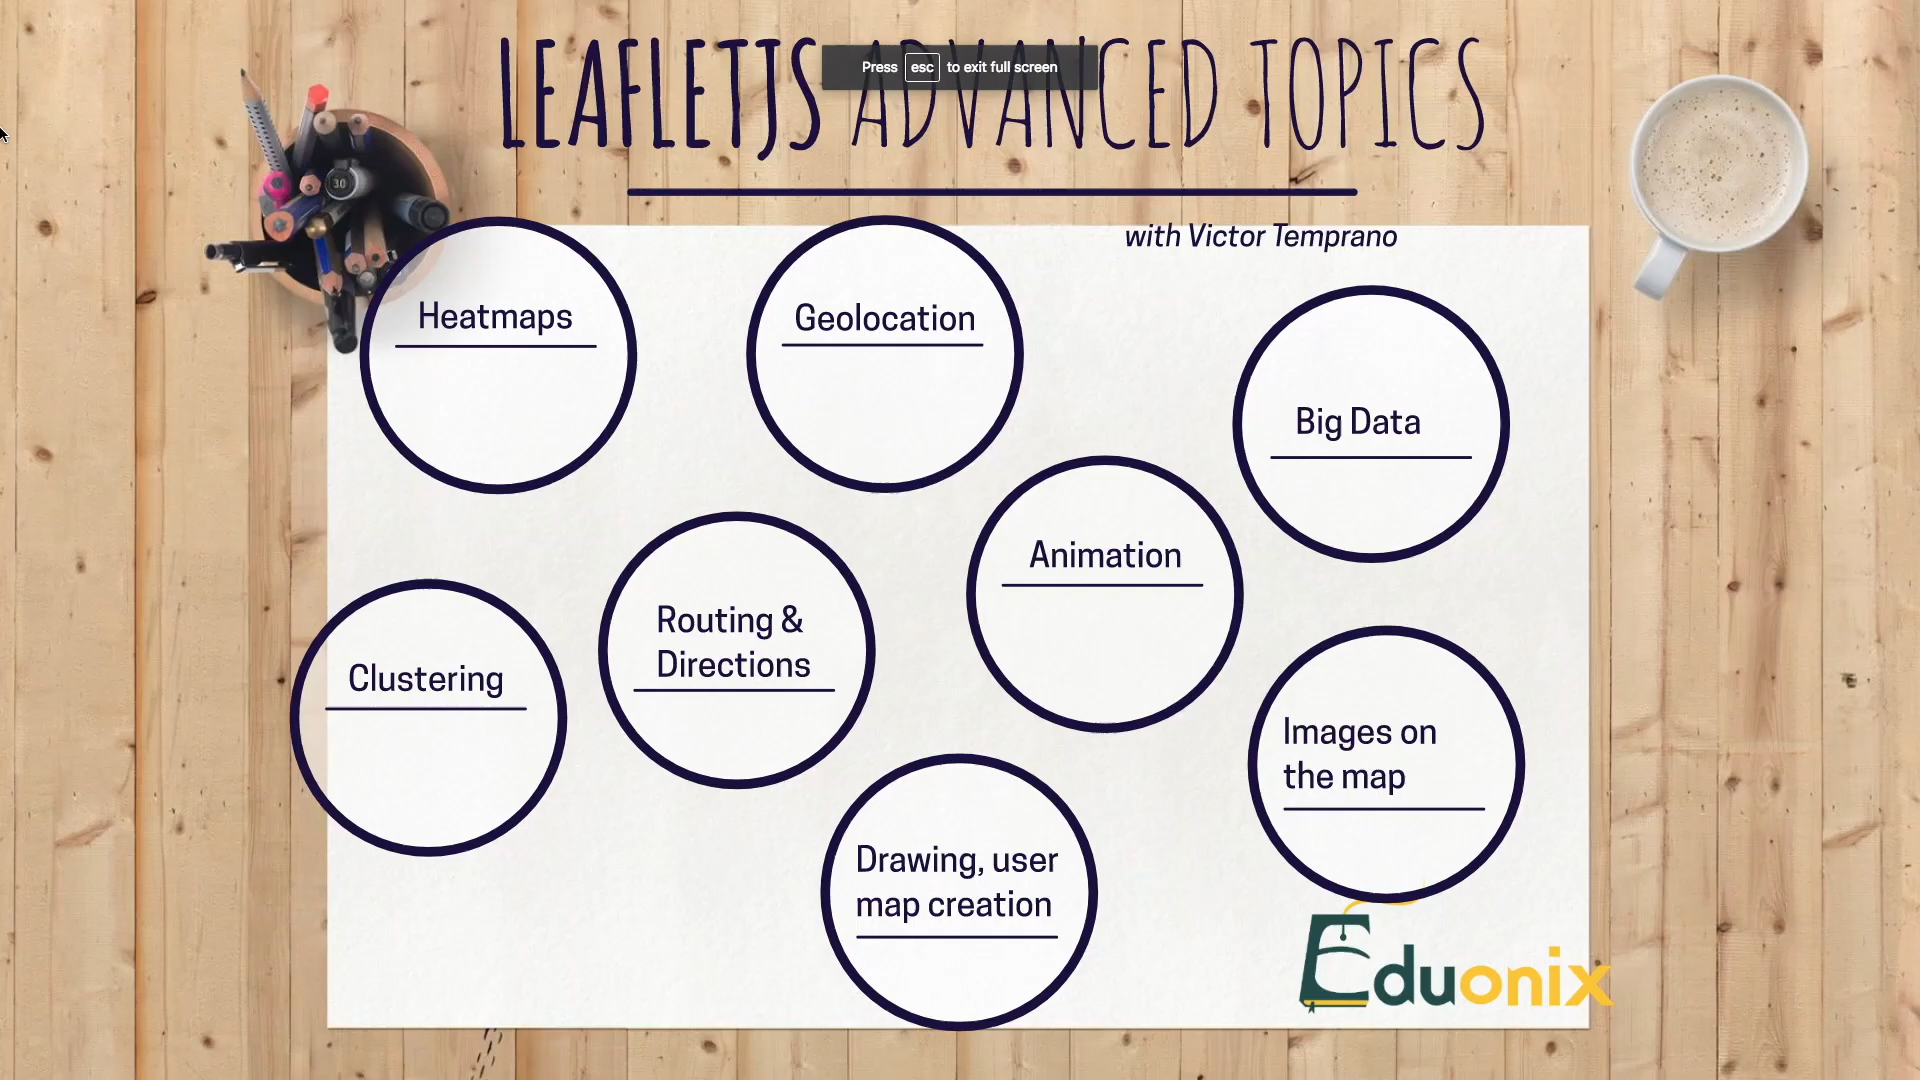 LEAFLETJS ADVANCED TOPICS
Press esc to exit full screen
with Victor Temprano
Heatmaps
Geolocation
Big Data
Animation
Routing &
Directions
Clustering
Images on
the map
Drawing, user
map creation
Eduonix
30